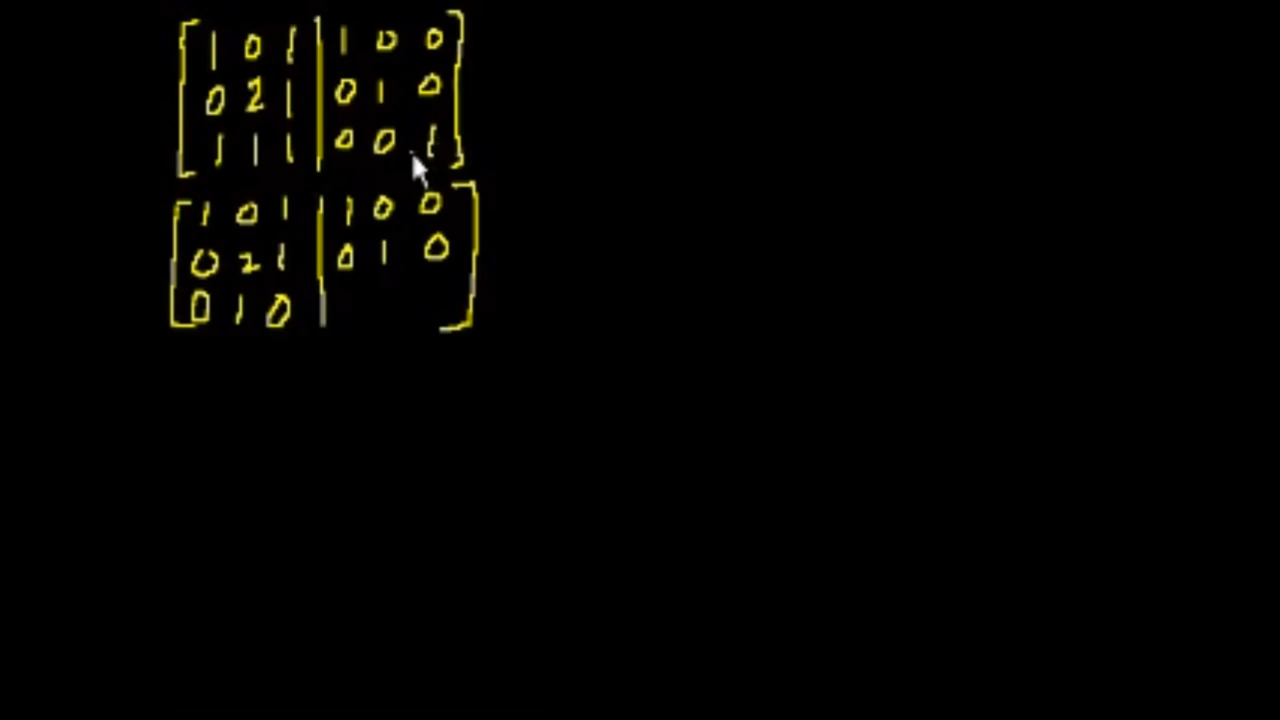 1 0 1 | 1 0 0
0 2 1 | 0 1 0
1 1 1 | 0 0 1
1 0 1 | 1 0 0
0 2 1 | 0 1 0
0 1 0 |